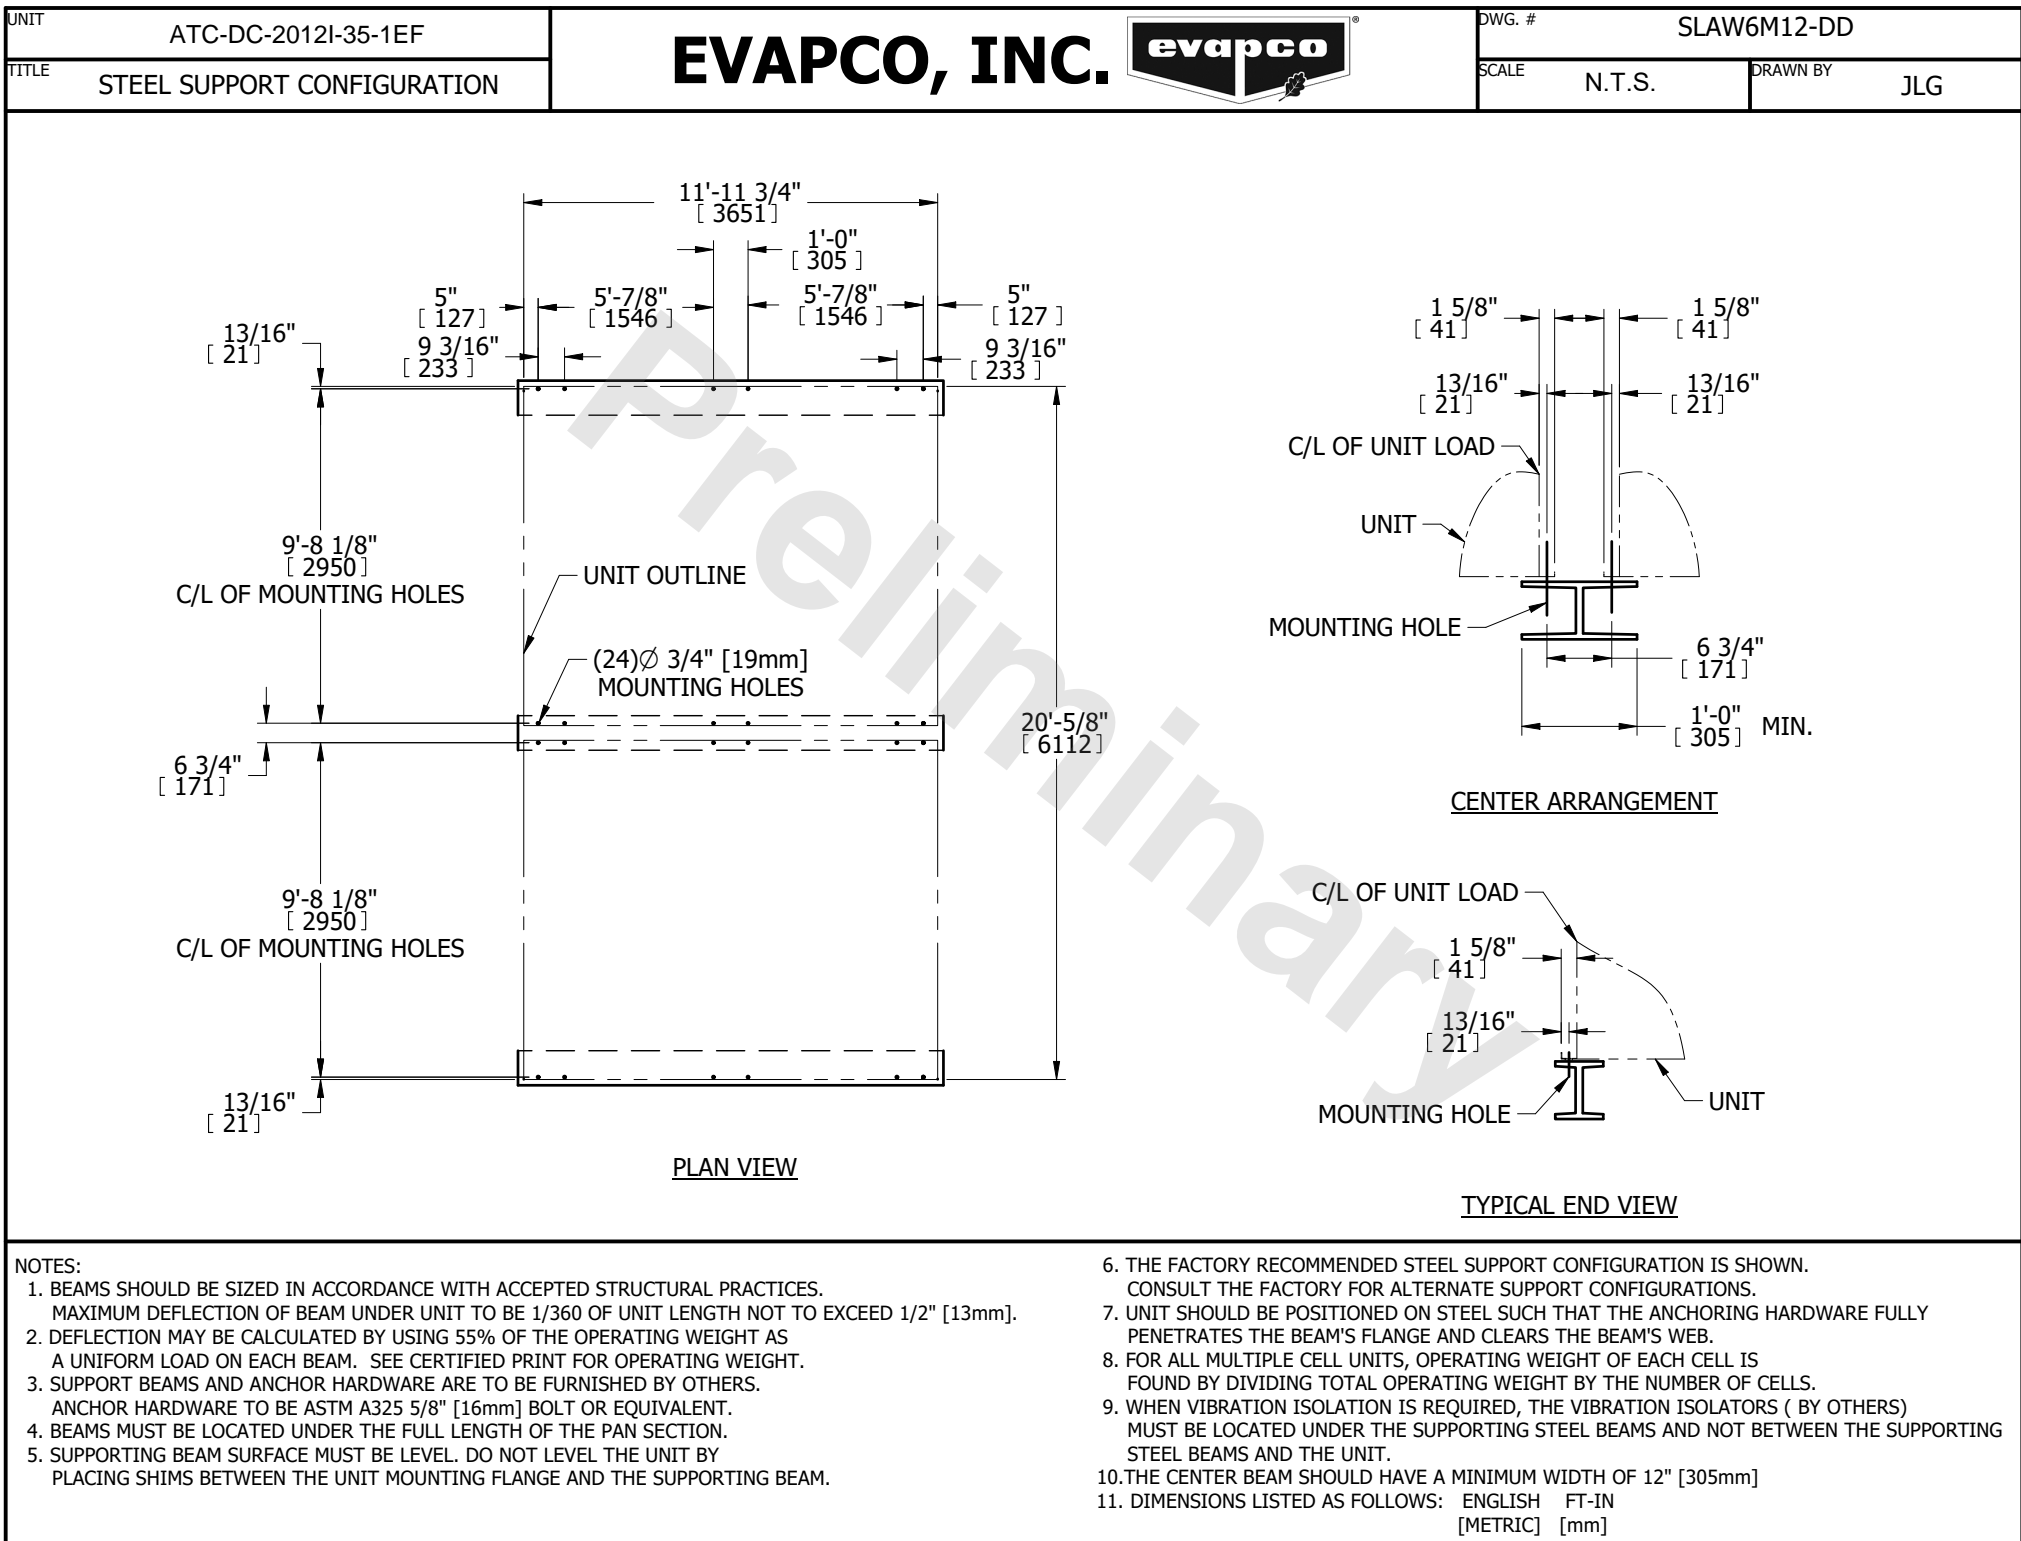 UNIT
ATC-DC-2012I-35-1EF
TITLE
STEEL SUPPORT CONFIGURATION
EVAPCO, INC.
evapco
®
DWG. #
SLAW6M12-DD
SCALE
N.T.S.
DRAWN BY
JLG
11'-11 3/4"
[ 3651]
1'-0"
[ 305 ]
5"
[ 127]
5'-7/8"
[ 1546 ]
5'-7/8"
[ 1546 ]
5"
[ 127 ]
13/16"
[ 21]
9 3/16"
[ 233 ]
9 3/16"
[ 233 ]
9'-8 1/8"
[ 2950]
C/L OF MOUNTING HOLES
UNIT OUTLINE
(24)Ø 3/4" [19mm]
MOUNTING HOLES
20'-5/8"
[ 6112]
6 3/4"
[ 171]
9'-8 1/8"
[ 2950]
C/L OF MOUNTING HOLES
13/16"
[ 21]
PLAN VIEW
Preliminary
1 5/8"
[ 41]
1 5/8"
[ 41]
13/16"
[ 21]
13/16"
[ 21]
C/L OF UNIT LOAD
UNIT
MOUNTING HOLE
6 3/4"
[ 171]
1'-0"
[ 305]
MIN.
CENTER ARRANGEMENT
C/L OF UNIT LOAD
1 5/8"
[ 41]
13/16"
[ 21]
MOUNTING HOLE
UNIT
TYPICAL END VIEW
NOTES:
1. BEAMS SHOULD BE SIZED IN ACCORDANCE WITH ACCEPTED STRUCTURAL PRACTICES.
MAXIMUM DEFLECTION OF BEAM UNDER UNIT TO BE 1/360 OF UNIT LENGTH NOT TO EXCEED 1/2" [13mm].
2. DEFLECTION MAY BE CALCULATED BY USING 55% OF THE OPERATING WEIGHT AS
A UNIFORM LOAD ON EACH BEAM. SEE CERTIFIED PRINT FOR OPERATING WEIGHT.
3. SUPPORT BEAMS AND ANCHOR HARDWARE ARE TO BE FURNISHED BY OTHERS.
ANCHOR HARDWARE TO BE ASTM A325 5/8" [16mm] BOLT OR EQUIVALENT.
4. BEAMS MUST BE LOCATED UNDER THE FULL LENGTH OF THE PAN SECTION.
5. SUPPORTING BEAM SURFACE MUST BE LEVEL. DO NOT LEVEL THE UNIT BY
PLACING SHIMS BETWEEN THE UNIT MOUNTING FLANGE AND THE SUPPORTING BEAM.
6. THE FACTORY RECOMMENDED STEEL SUPPORT CONFIGURATION IS SHOWN.
CONSULT THE FACTORY FOR ALTERNATE SUPPORT CONFIGURATIONS.
7. UNIT SHOULD BE POSITIONED ON STEEL SUCH THAT THE ANCHORING HARDWARE FULLY
PENETRATES THE BEAM'S FLANGE AND CLEARS THE BEAM'S WEB.
8. FOR ALL MULTIPLE CELL UNITS, OPERATING WEIGHT OF EACH CELL IS
FOUND BY DIVIDING TOTAL OPERATING WEIGHT BY THE NUMBER OF CELLS.
9. WHEN VIBRATION ISOLATION IS REQUIRED, THE VIBRATION ISOLATORS ( BY OTHERS)
MUST BE LOCATED UNDER THE SUPPORTING STEEL BEAMS AND NOT BETWEEN THE SUPPORTING
STEEL BEAMS AND THE UNIT.
10.THE CENTER BEAM SHOULD HAVE A MINIMUM WIDTH OF 12" [305mm]
11. DIMENSIONS LISTED AS FOLLOWS: ENGLISH FT-IN
[METRIC] [mm]